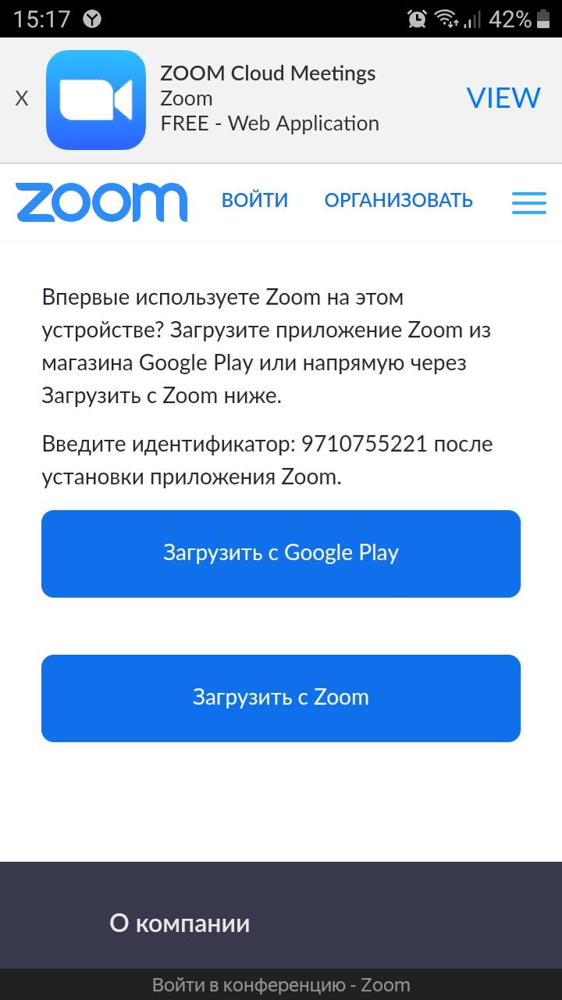 15:17
42%
X
ZOOM Cloud Meetings
Zoom
FREE - Web Application
VIEW
zoom
ВОЙТИ
ОРГАНИЗОВАТЬ
Впервые используете Zoom на этом
устройстве? Загрузите приложение Zoom из
магазина Google Play или напрямую через
Загрузить с Zoom ниже.
Введите идентификатор: 9710755221 после
установки приложения Zoom.
Загрузить с Google Play
Загрузить с Zoom
О компании
Войти в конференцию - Zoom